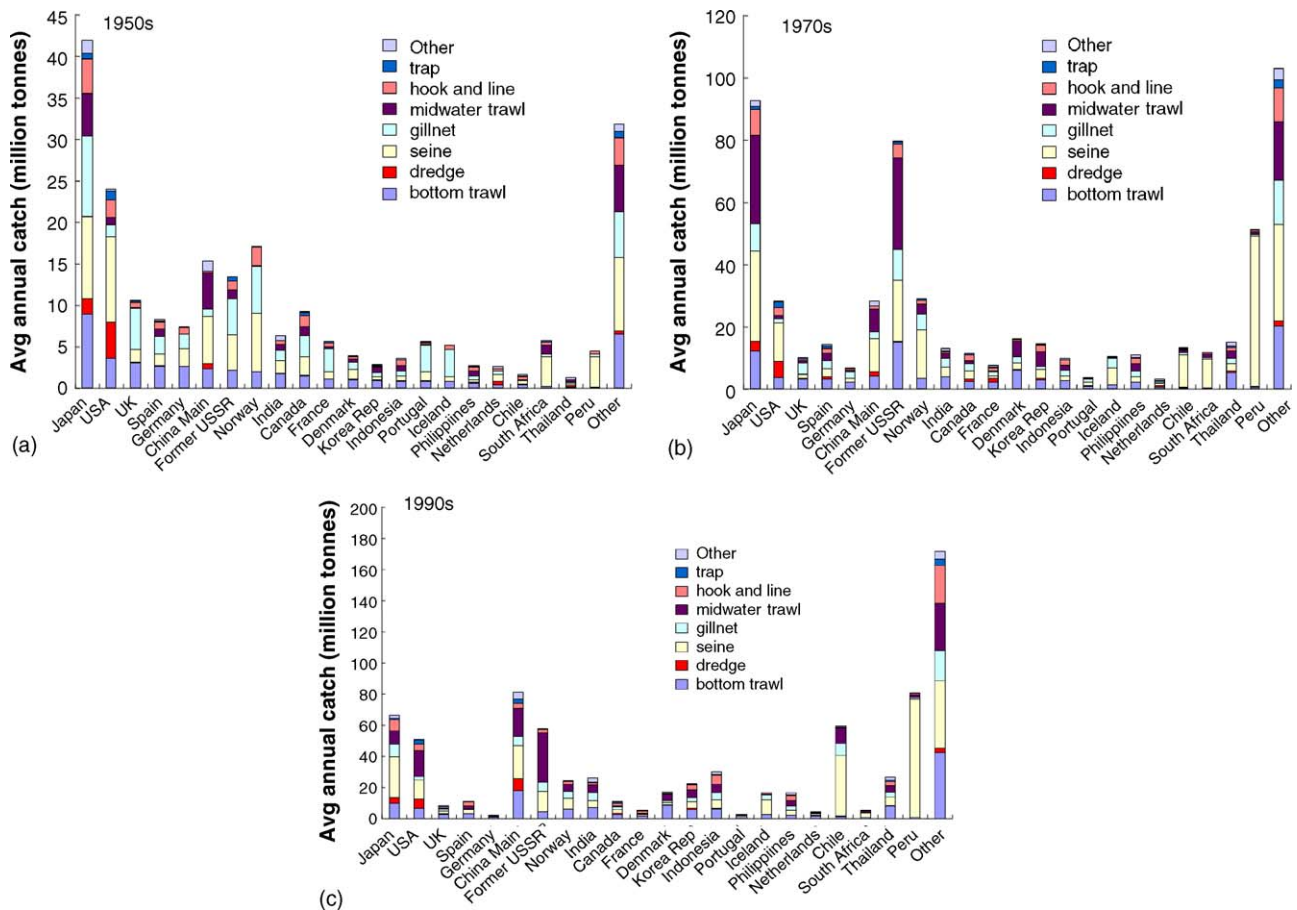 1950s
Avg annual catch (million tonnes)
45
40
35
30
25
20
15
10
5
0
Other
trap
hook and line
midwater trawl
gillnet
seine
dredge
bottom trawl
Japan
USA
UK
Spain
Germany
China Main
Former USSR
Norway
India
Canada
France
Denmark
Korea Rep
Indonesia
Portugal
Iceland
Philippines
Netherlands
Chile
South Africa
Thailand
Peru
Other
(a)
1970s
Avg annual catch (million tonnes)
120
100
80
60
40
20
0
Other
trap
hook and line
midwater trawl
gillnet
seine
dredge
bottom trawl
Japan
USA
UK
Spain
Germany
China Main
Former USSR
Norway
India
Canada
France
Denmark
Korea Rep
Indonesia
Portugal
Iceland
Philippines
Netherlands
Chile
South Africa
Thailand
Peru
Other
(b)
1990s
Avg annual catch (million tonnes)
200
180
160
140
120
100
80
60
40
20
0
Other
trap
hook and line
midwater trawl
gillnet
seine
dredge
bottom trawl
Japan
USA
UK
Spain
Germany
China Main
Former USSR
Norway
India
Canada
France
Denmark
Korea Rep
Indonesia
Portugal
Iceland
Philippines
Netherlands
Chile
South Africa
Thailand
Peru
Other
(c)